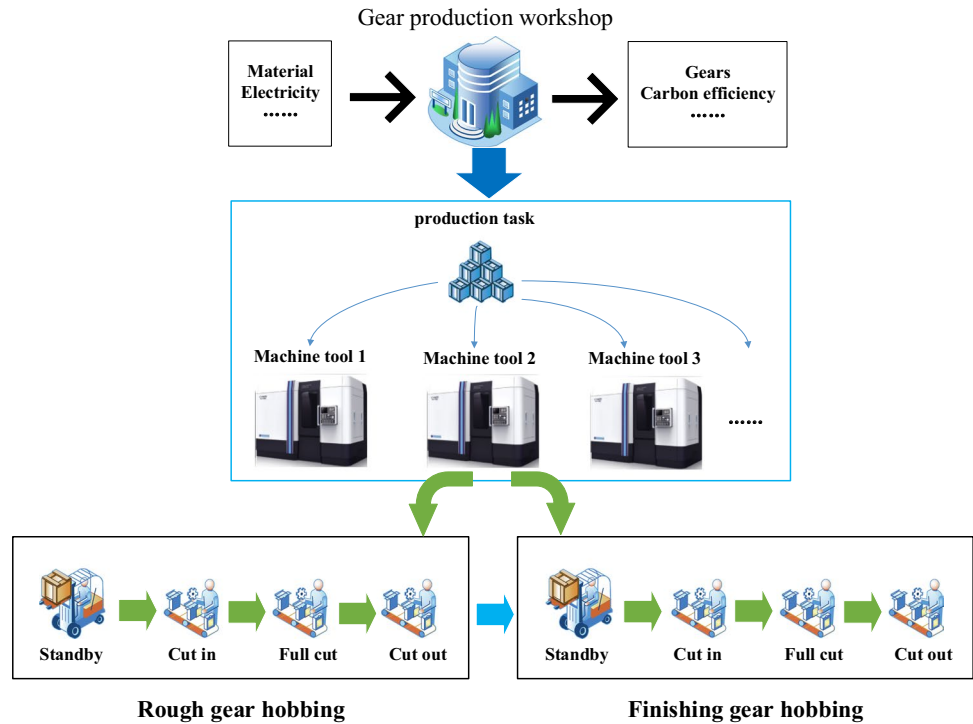 Gear production workshop
Material
Electricity
……
Gears
Carbon efficiency
……
production task
Machine tool 1
Machine tool 2
Machine tool 3
……
Standby
Cut in
Full cut
Cut out
Standby
Cut in
Full cut
Cut out
Rough gear hobbing
Finishing gear hobbing